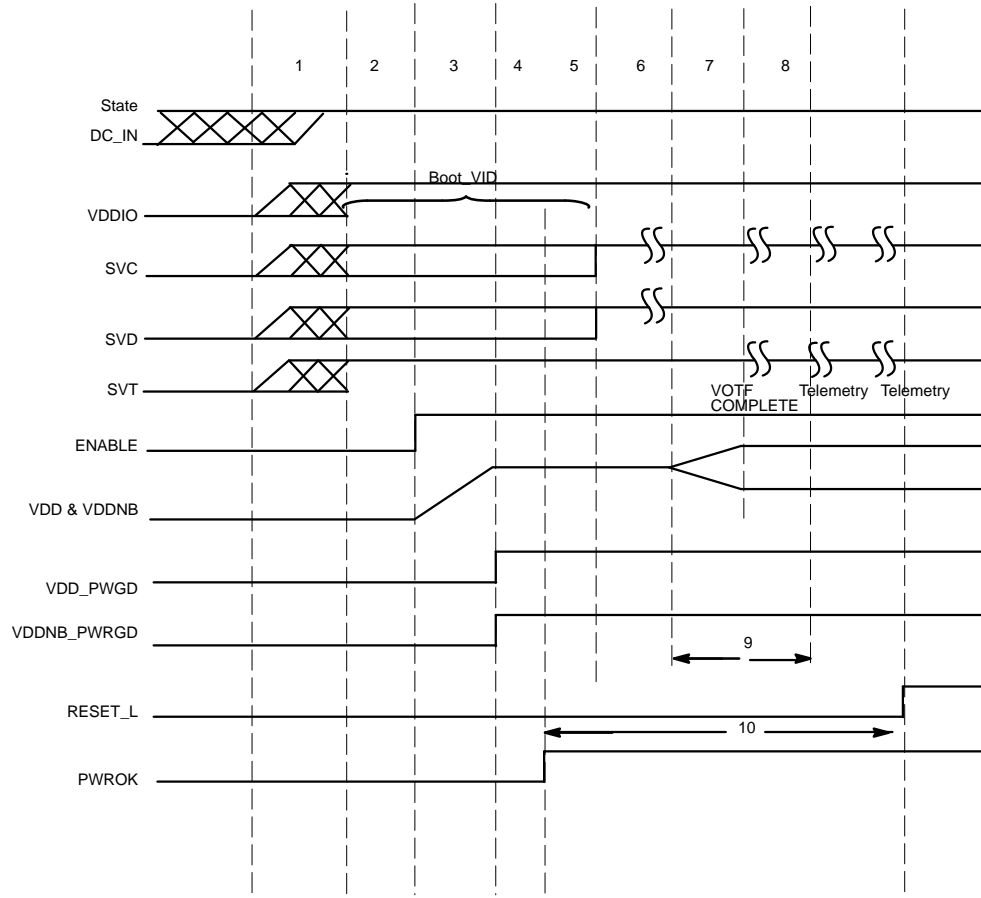 1 2 3 4 5 6 7 8
State
DC_IN
Boot_VID
VDDIO
SVC
SVD
SVT
VOTF Telemetry Telemetry
COMPLETE
ENABLE
VDD & VDDNB
VDD_PWGD
VDDNB_PWRGD
9
RESET_L
10
PWROK